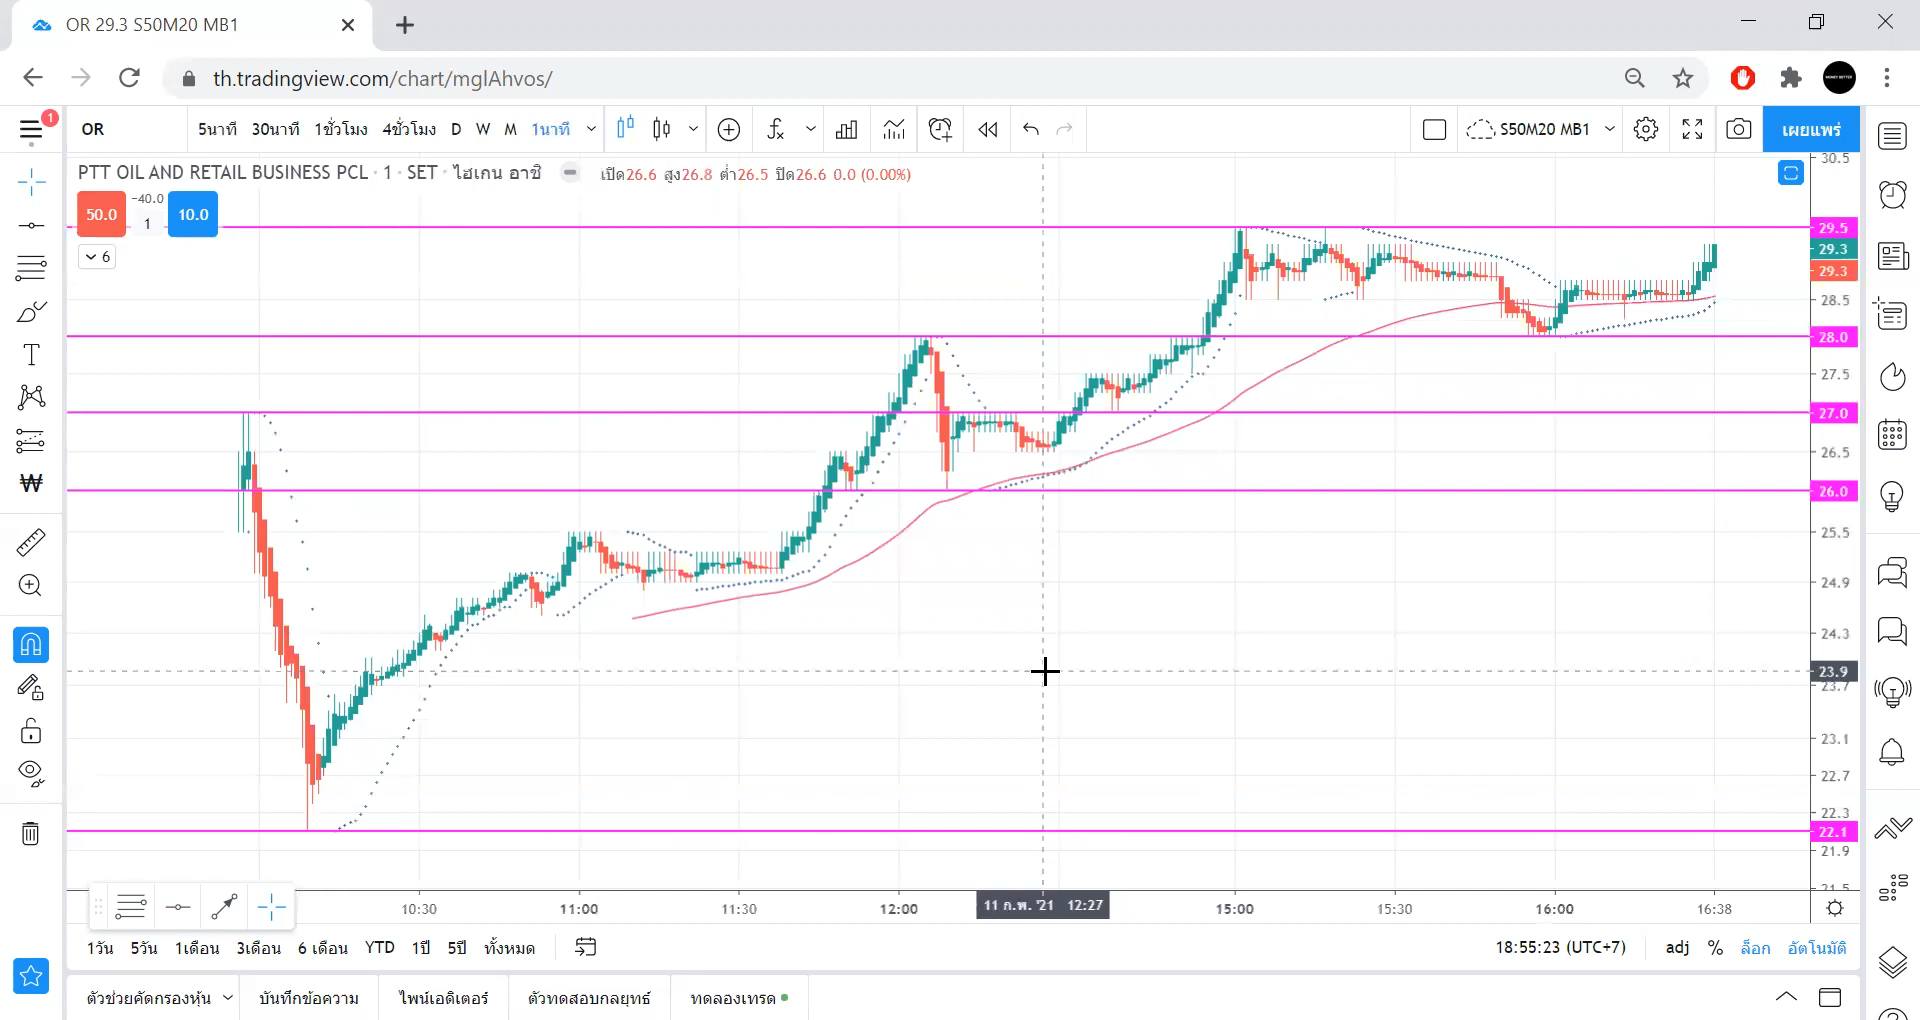 OR 29.3 S50M20 MB1
th.tradingview.com/chart/mglAhvos/
1
OR
5นาที 30นาที 1ชั่วโมง 4ชั่วโมง D W M 1นาที
S50M20 MB1
เผยแพร่
PTT OIL AND RETAIL BUSINESS PCL · 1 · SET · ไฮเกน อาชิ
เปิด26.6 สูง26.8 ต่ำ26.5 ปิด26.6 0.0 (0.00%)
50.0
−40.0
1
10.0
6
30.5
29.5
29.3
29.3
28.5
28.0
27.5
27.0
26.5
26.0
25.5
24.9
24.3
23.9
23.7
23.1
22.7
22.3
22.1
21.9
21.5
10:30 11:00 11:30 12:00 11 ก.พ. '21 12:27 15:00 15:30 16:00 16:38
1วัน 5วัน 1เดือน 3เดือน 6 เดือน YTD 1ปี 5ปี ทั้งหมด
18:55:23 (UTC+7) adj % ล็อก อัตโนมัติ
ตัวช่วยคัดกรองหุ้น บันทึกข้อความ ไพน์เอดิเตอร์ ตัวทดสอบกลยุทธ์ ทดลองเทรด